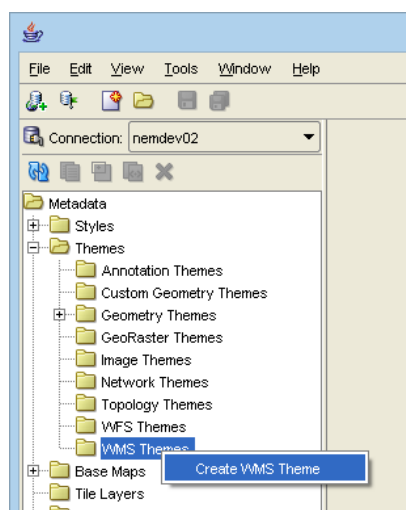 File Edit View Tools Window Help
Connection: nemdev02
Metadata
Styles
Themes
Annotation Themes
Custom Geometry Themes
Geometry Themes
GeoRaster Themes
Image Themes
Network Themes
Topology Themes
WFS Themes
WMS Themes
Create WMS Theme
Base Maps
Tile Layers